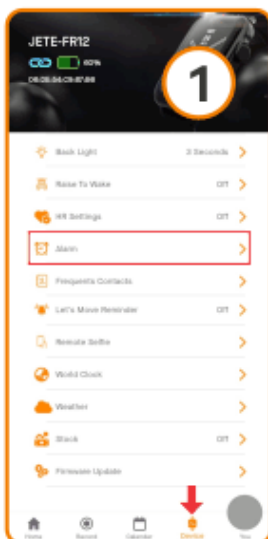 JETE-FR12
60%
1
Back Light 3 Seconds
Raise To Wake Off
HR Settings Off
Alarm
Frequents Contacts
Let's Move Reminder Off
Remote Selfie
World Clock
Weather
Stock Off
Firmware Update
Home Record Calendar Device You